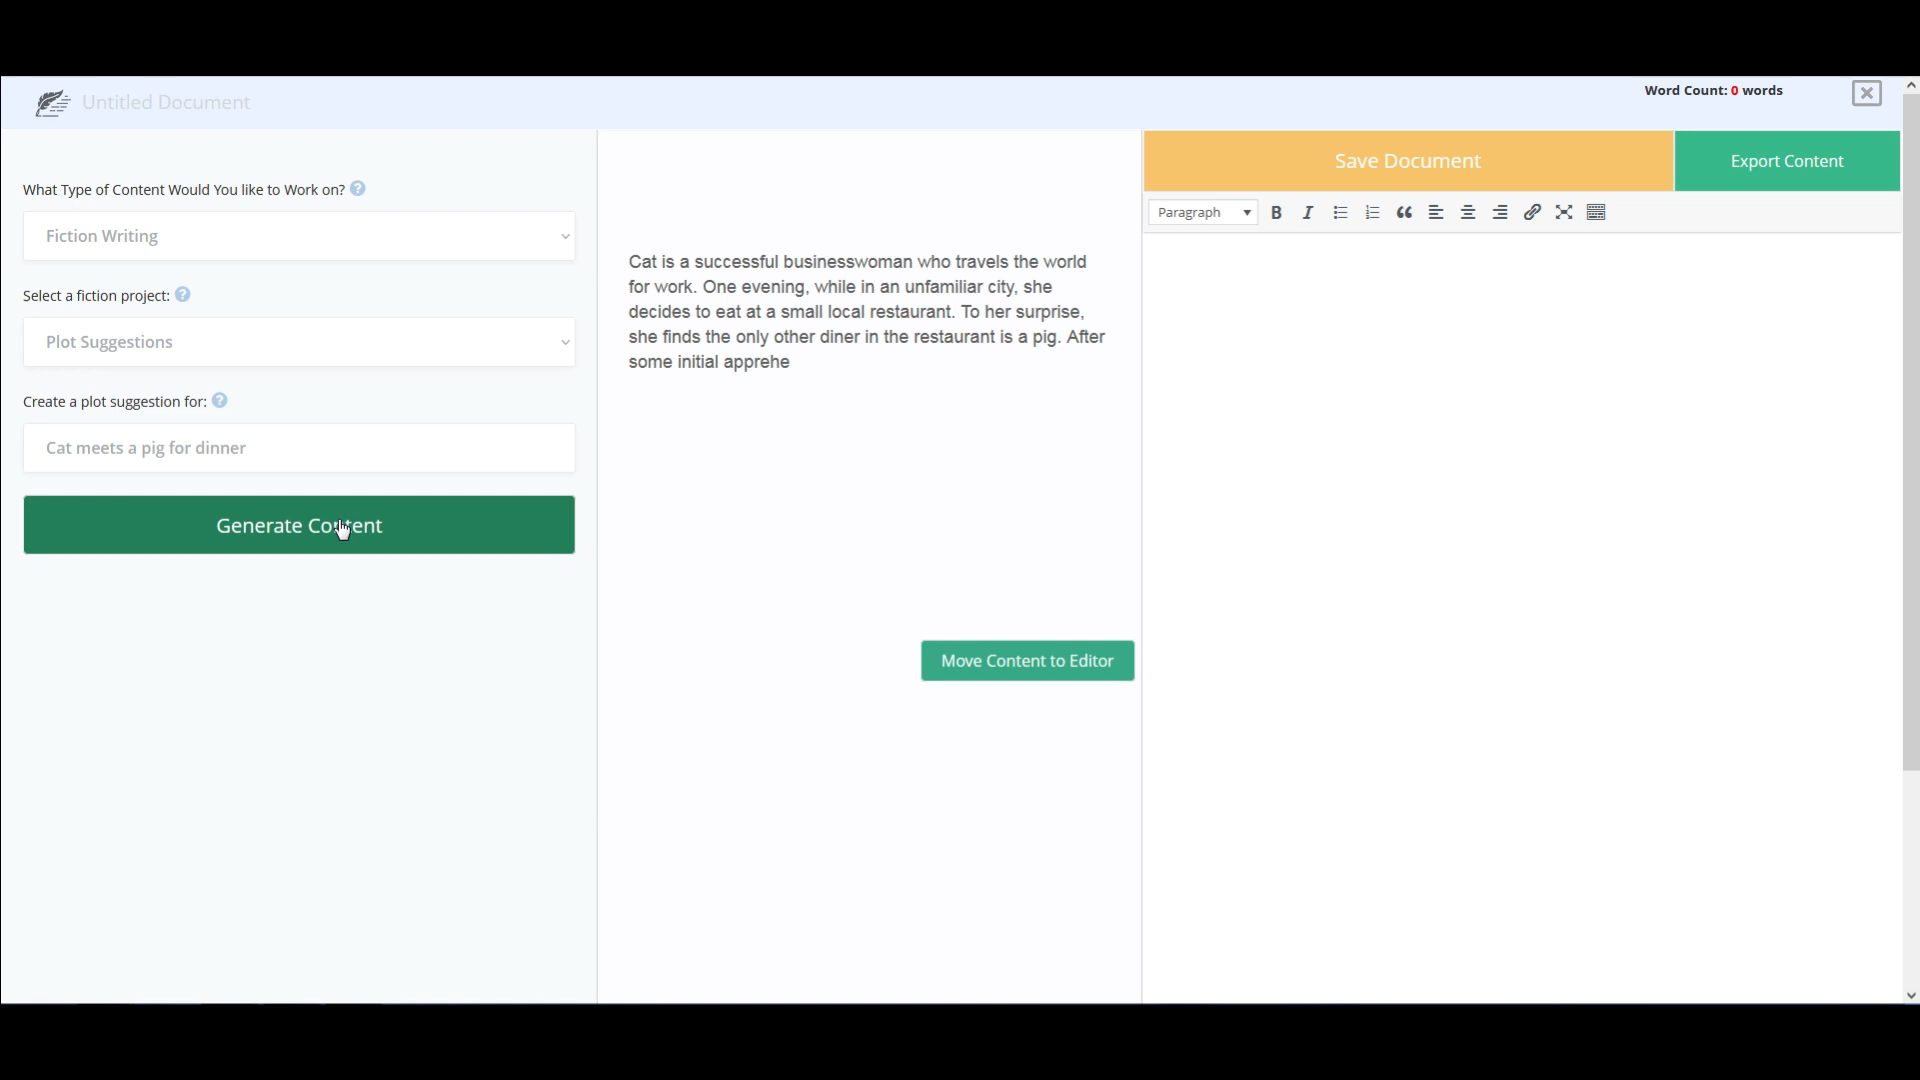 Untitled Document
Word Count: 0 words
What Type of Content Would You like to Work on?
Fiction Writing
Select a fiction project:
Plot Suggestions
Create a plot suggestion for:
Cat meets a pig for dinner
Generate Content
Cat is a successful businesswoman who travels the world
for work. One evening, while in an unfamiliar city, she
decides to eat at a small local restaurant. To her surprise,
she finds the only other diner in the restaurant is a pig. After
some initial apprehe
Move Content to Editor
Save Document
Export Content
Paragraph